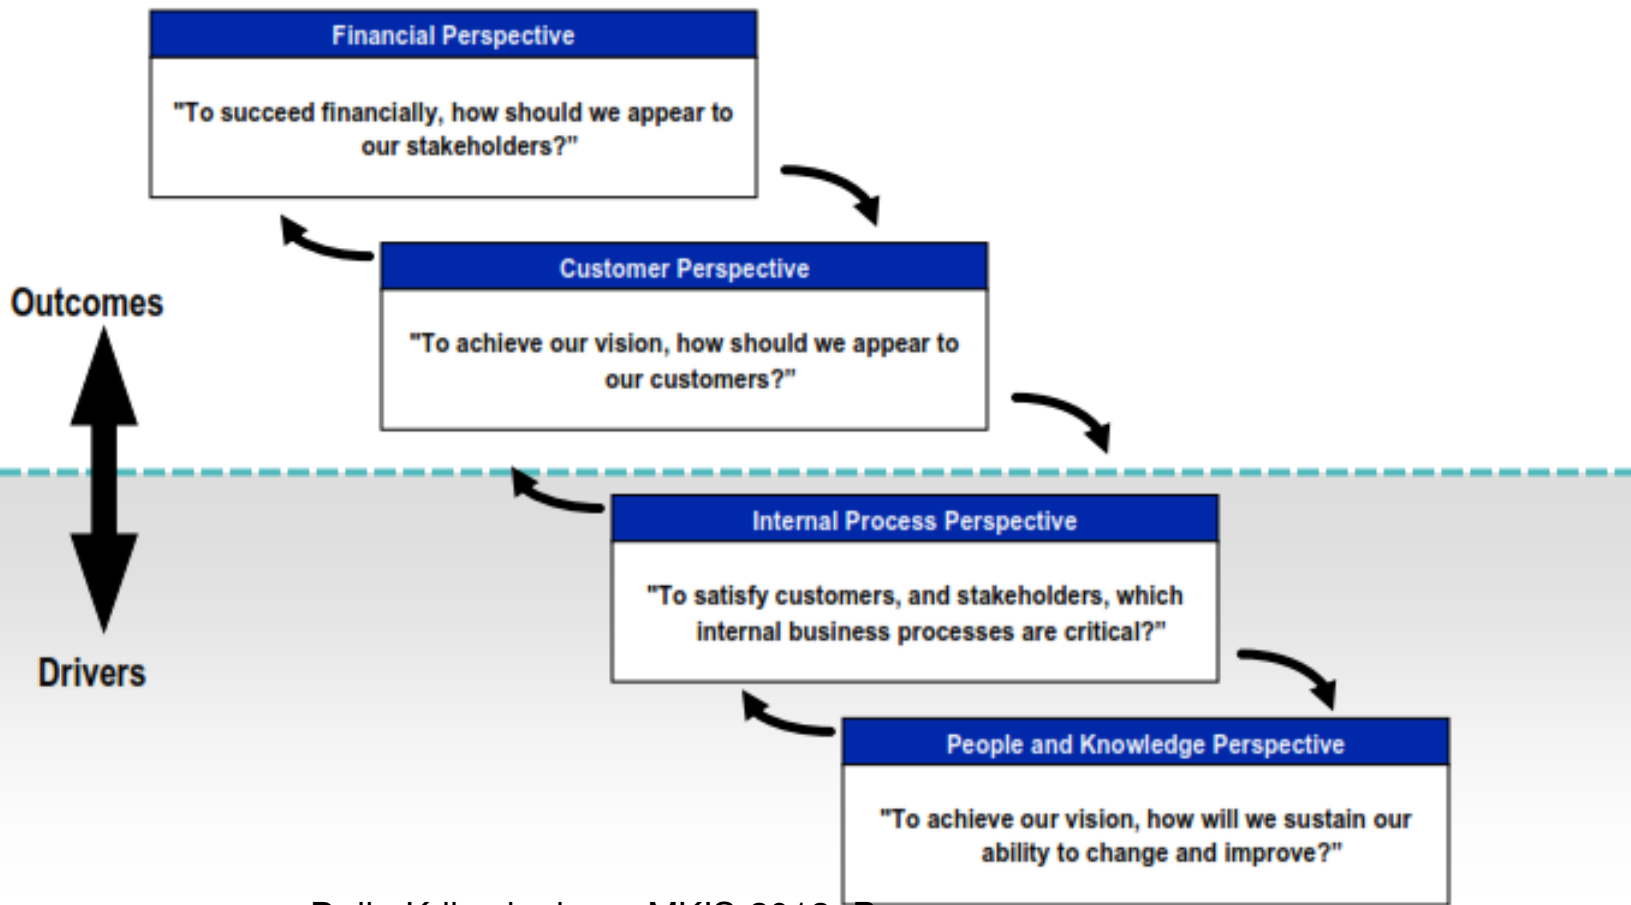 Financial Perspective
"To succeed financially, how should we appear to
our stakeholders?”
Customer Perspective
"To achieve our vision, how should we appear to
our customers?”
Outcomes
Internal Process Perspective
"To satisfy customers, and stakeholders, which
internal business processes are critical?”
Drivers
People and Knowledge Perspective
"To achieve our vision, how will we sustain our
ability to change and improve?”